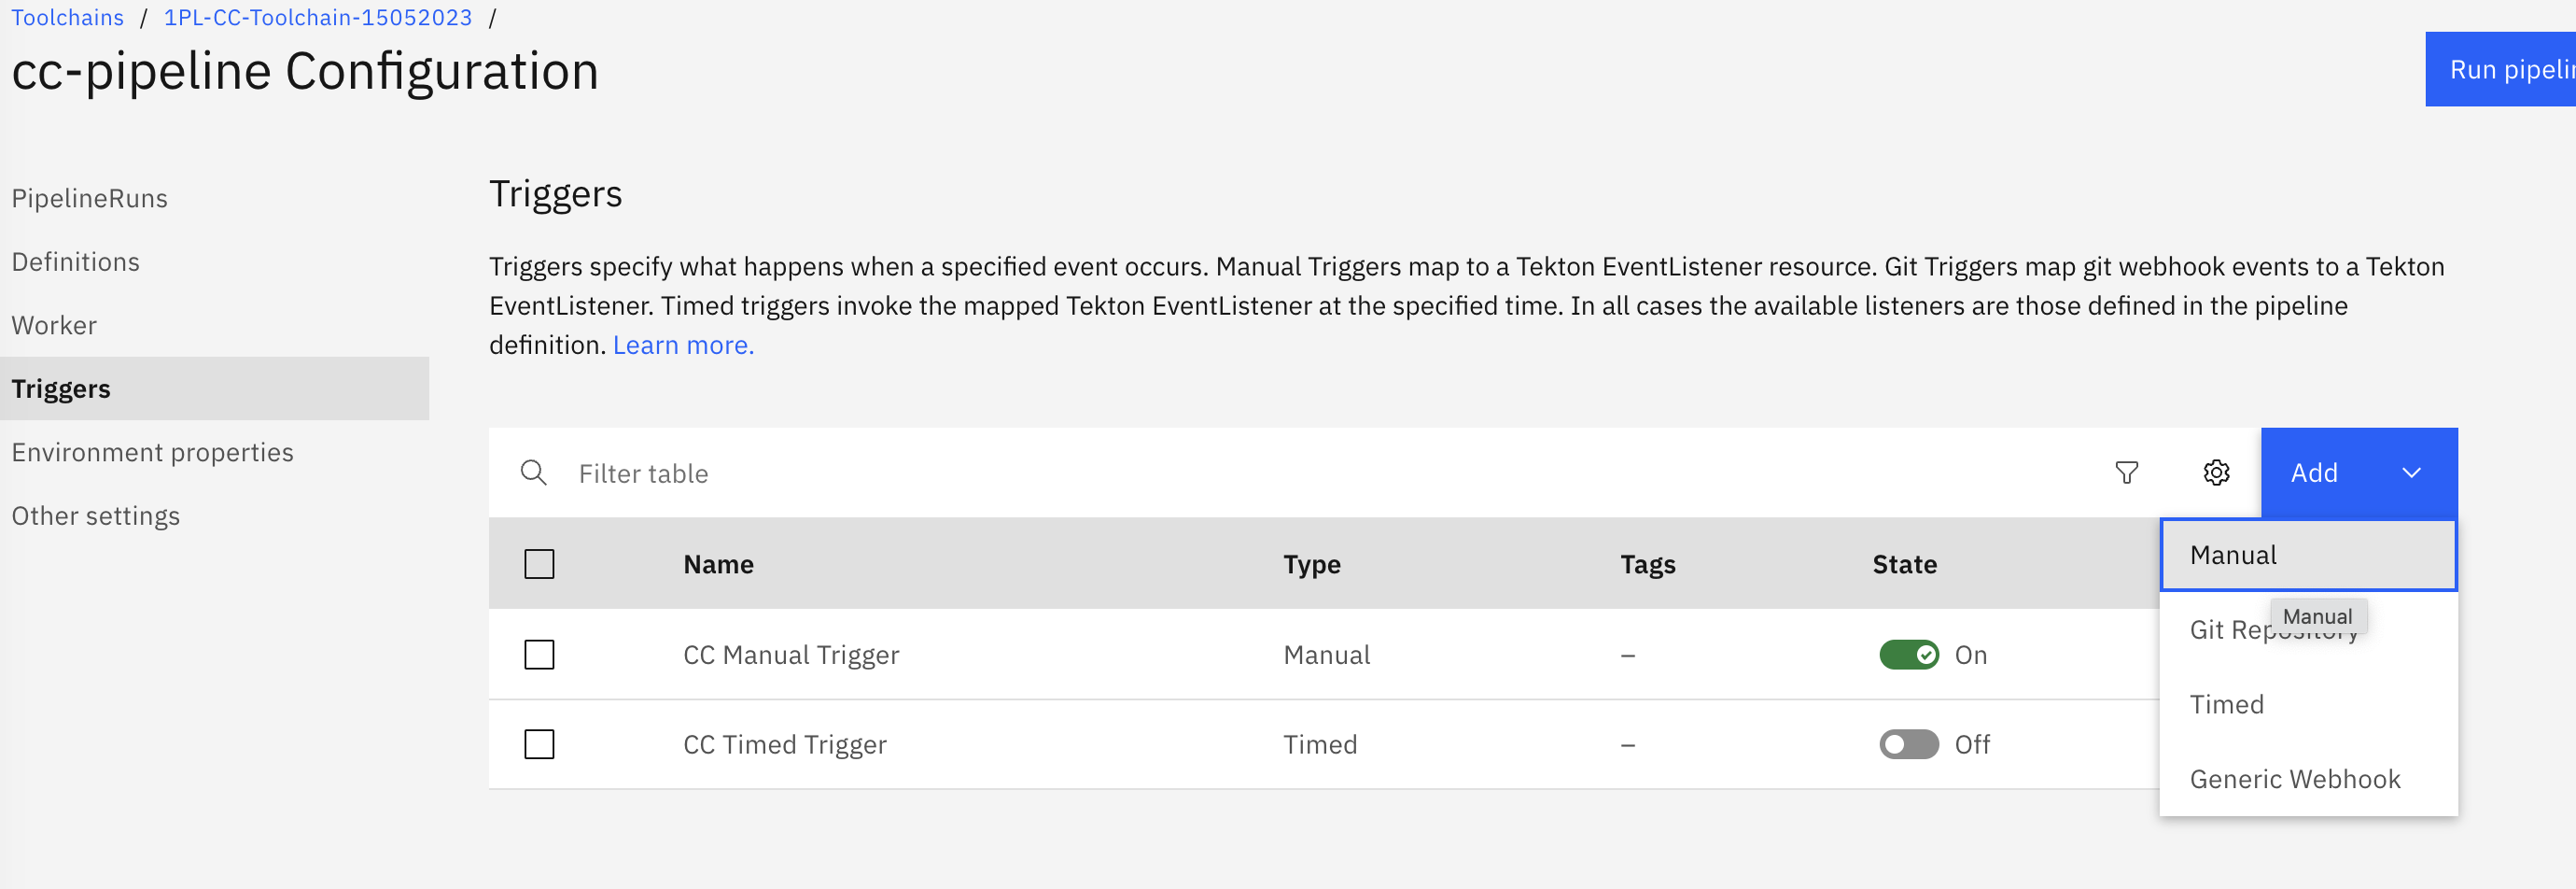 Toolchains / 1PL-CC-Toolchain-15052023 /
cc-pipeline Configuration
PipelineRuns
Definitions
Worker
Triggers
Environment properties
Other settings
Triggers
Triggers specify what happens when a specified event occurs. Manual Triggers map to a Tekton EventListener resource. Git Triggers map git webhook events to a Tekton
EventListener. Timed triggers invoke the mapped Tekton EventListener at the specified time. In all cases the available listeners are those defined in the pipeline
definition. Learn more.
Filter table
Add
Name Type Tags State
CC Manual Trigger Manual – On
CC Timed Trigger Timed – Off
Manual
Manual
Git Repository
Timed
Generic Webhook
Run